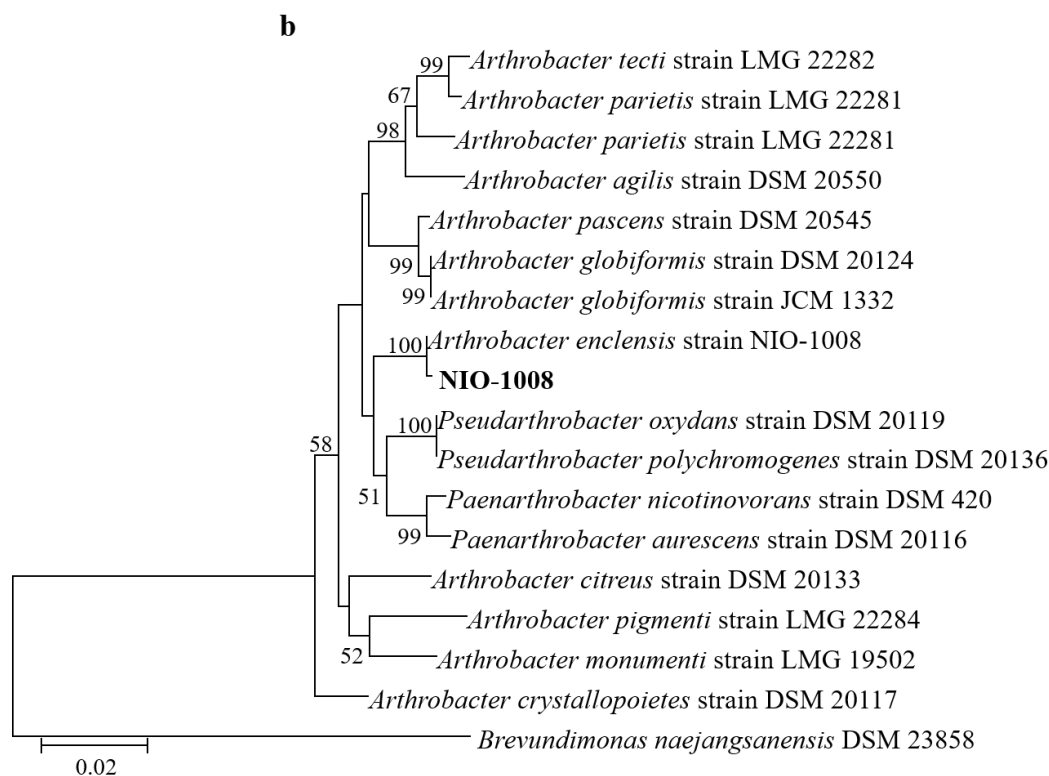 b
99
Arthrobacter tecti strain LMG 22282
67
Arthrobacter parietis strain LMG 22281
98
Arthrobacter parietis strain LMG 22281
Arthrobacter agilis strain DSM 20550
Arthrobacter pascens strain DSM 20545
99
Arthrobacter globiformis strain DSM 20124
99
Arthrobacter globiformis strain JCM 1332
100
Arthrobacter enclensis strain NIO-1008
NIO-1008
100
Pseudarthrobacter oxydans strain DSM 20119
58
Pseudarthrobacter polychromogenes strain DSM 20136
51
Paenarthrobacter nicotinovorans strain DSM 420
99
Paenarthrobacter aurescens strain DSM 20116
Arthrobacter citreus strain DSM 20133
Arthrobacter pigmenti strain LMG 22284
52
Arthrobacter monumenti strain LMG 19502
Arthrobacter crystallopoietes strain DSM 20117
Brevundimonas naejangsanensis DSM 23858
0.02